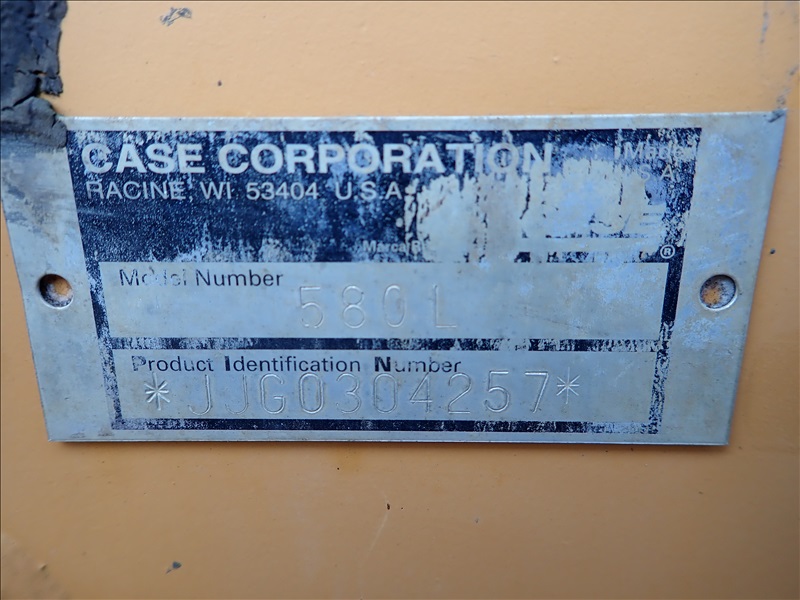 CASE CORPORATION
RACINE, WI 53404 U.S.A.
®
Model Number
580L
Product Identification Number
*JJG0304257*